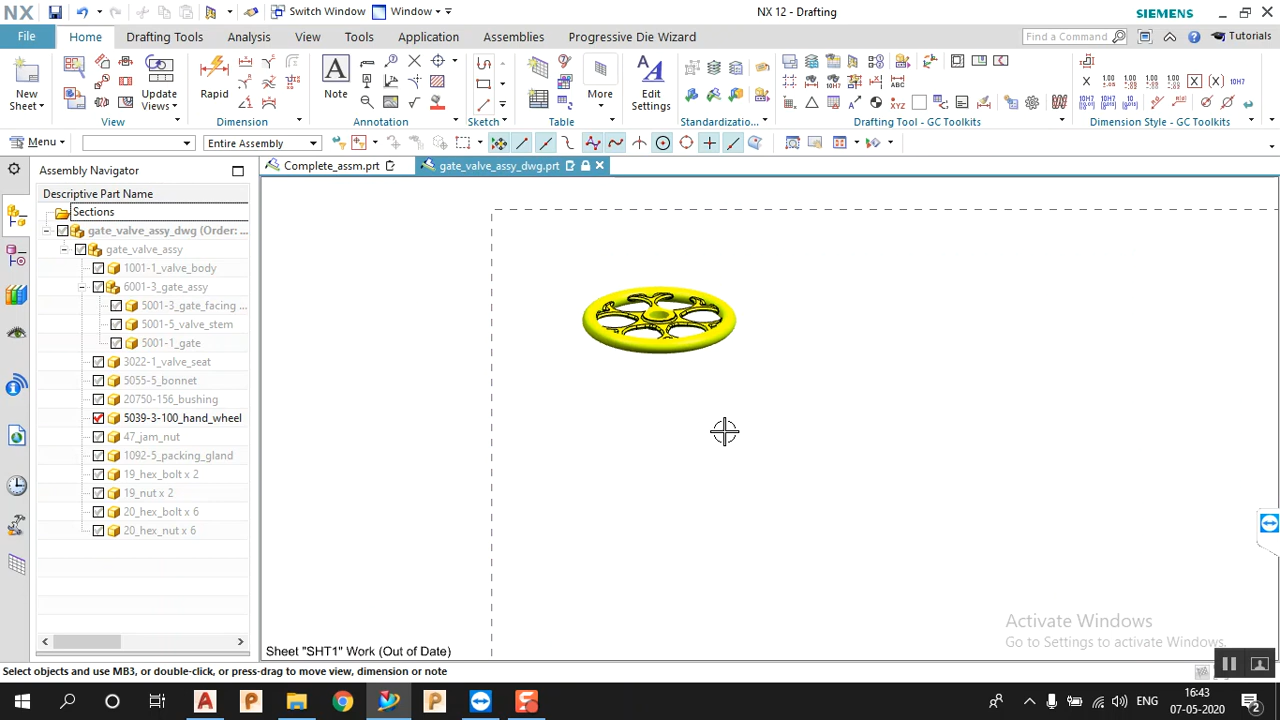 NX
Switch Window
Window
NX 12 - Drafting
SIEMENS
File
Home
Drafting Tools
Analysis
View
Tools
Application
Assemblies
Progressive Die Wizard
Find a Command
Tutorials
New
Sheet
Update
Views
Rapid
Note
A
More
A
Edit
Settings
View
Dimension
Annotation
Sketch
Table
Standardization...
Drafting Tool - GC Toolkits
Dimension Style - GC Toolkits
Menu
Entire Assembly
Complete_assm.prt
gate_valve_assy_dwg.prt
Assembly Navigator
Descriptive Part Name
Sections
gate_valve_assy_dwg (Order: ...
gate_valve_assy
1001-1_valve_body
6001-3_gate_assy
5001-3_gate_facing ...
5001-5_valve_stem
5001-1_gate
3022-1_valve_seat
5055-5_bonnet
20750-156_bushing
5039-3-100_hand_wheel
47_jam_nut
1092-5_packing_gland
19_hex_bolt x 2
19_nut x 2
20_hex_bolt x 6
20_hex_nut x 6
Activate Windows
Go to Settings to activate Windows.
Sheet "SHT1" Work (Out of Date)
Select objects and use MB3, or double-click, or press-drag to move view, dimension or note
ENG
16:43
07-05-2020
2